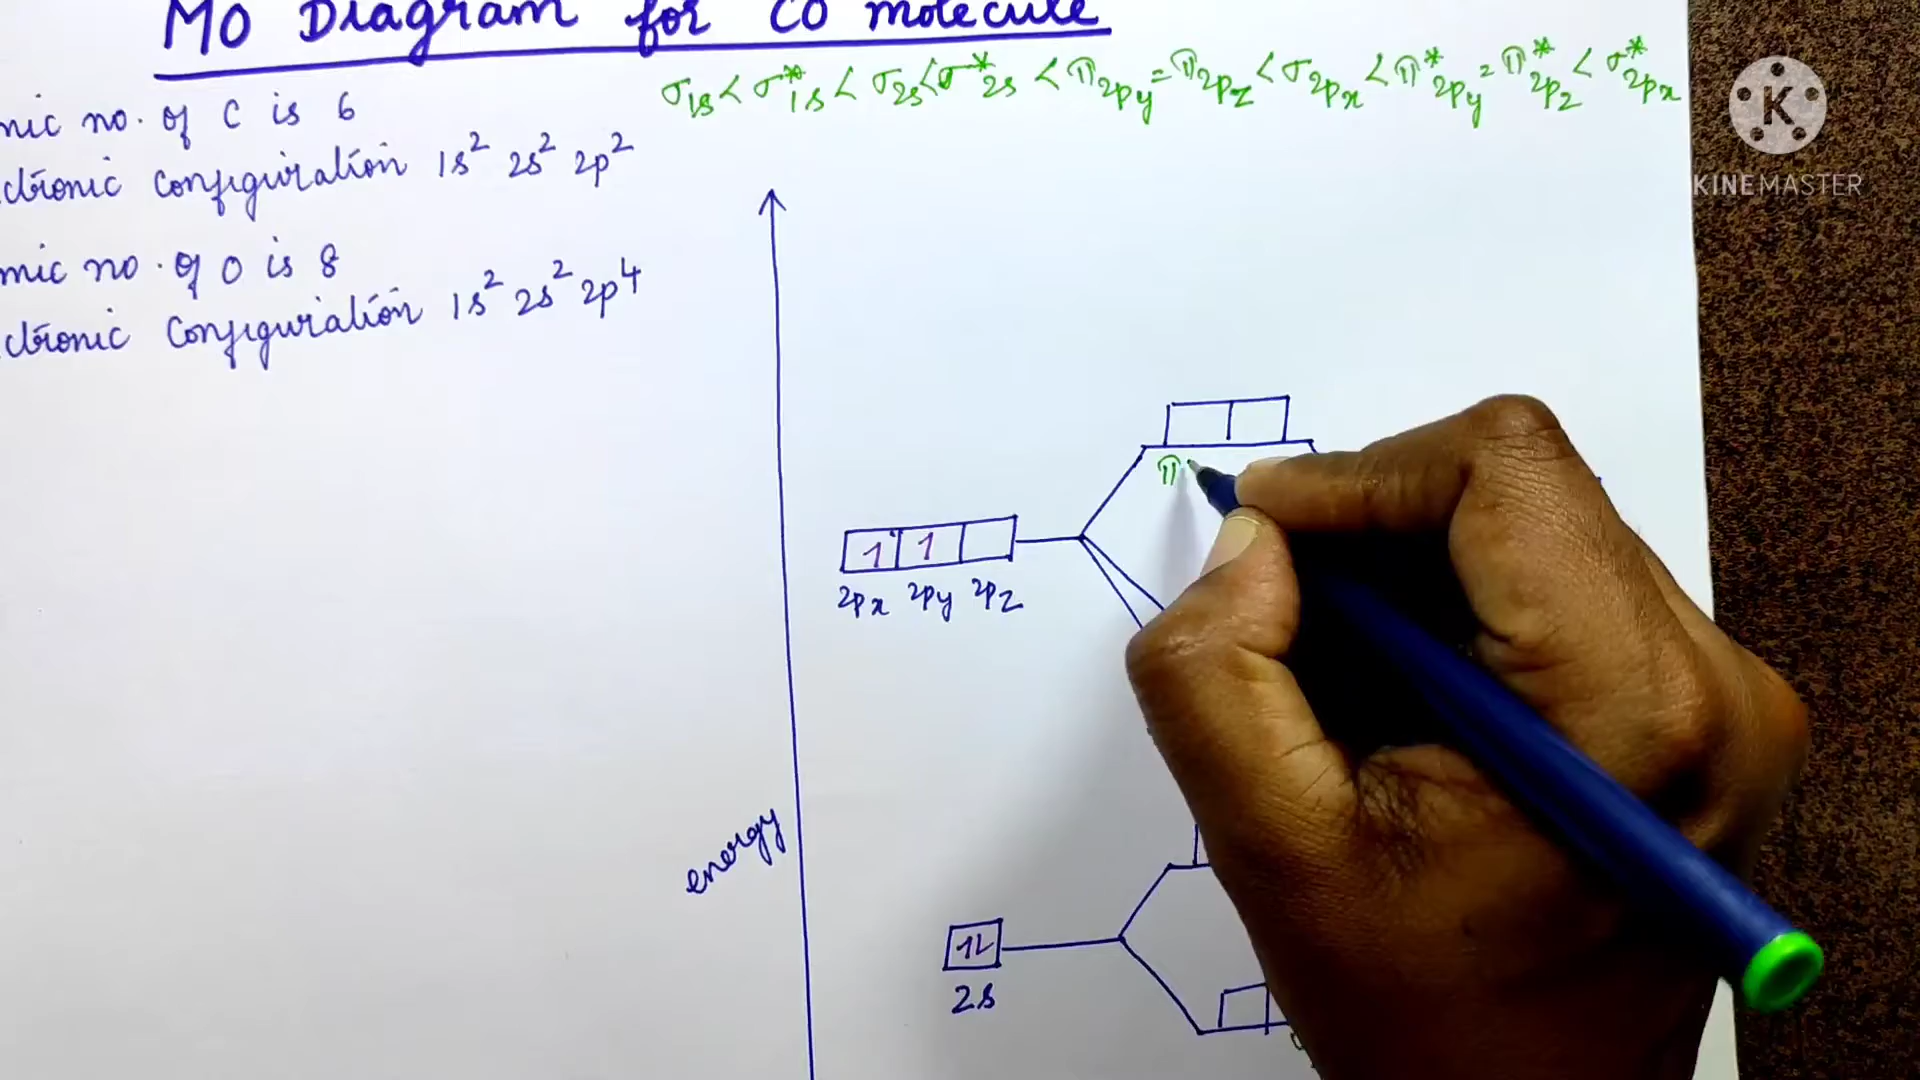 MO Diagram for CO molecule
σ1s < σ*1s < σ2s < σ*2s < π2py = π2pz < σ2px < π*2py = π*2pz < σ*2px
mic no. of C is 6
ctronic configuration 1s² 2s² 2p²
mic no. of O is 8
ctronic configuration 1s² 2s² 2p⁴
K
KINEMASTER
π
1 1
2px 2py 2pz
energy
1L
2s